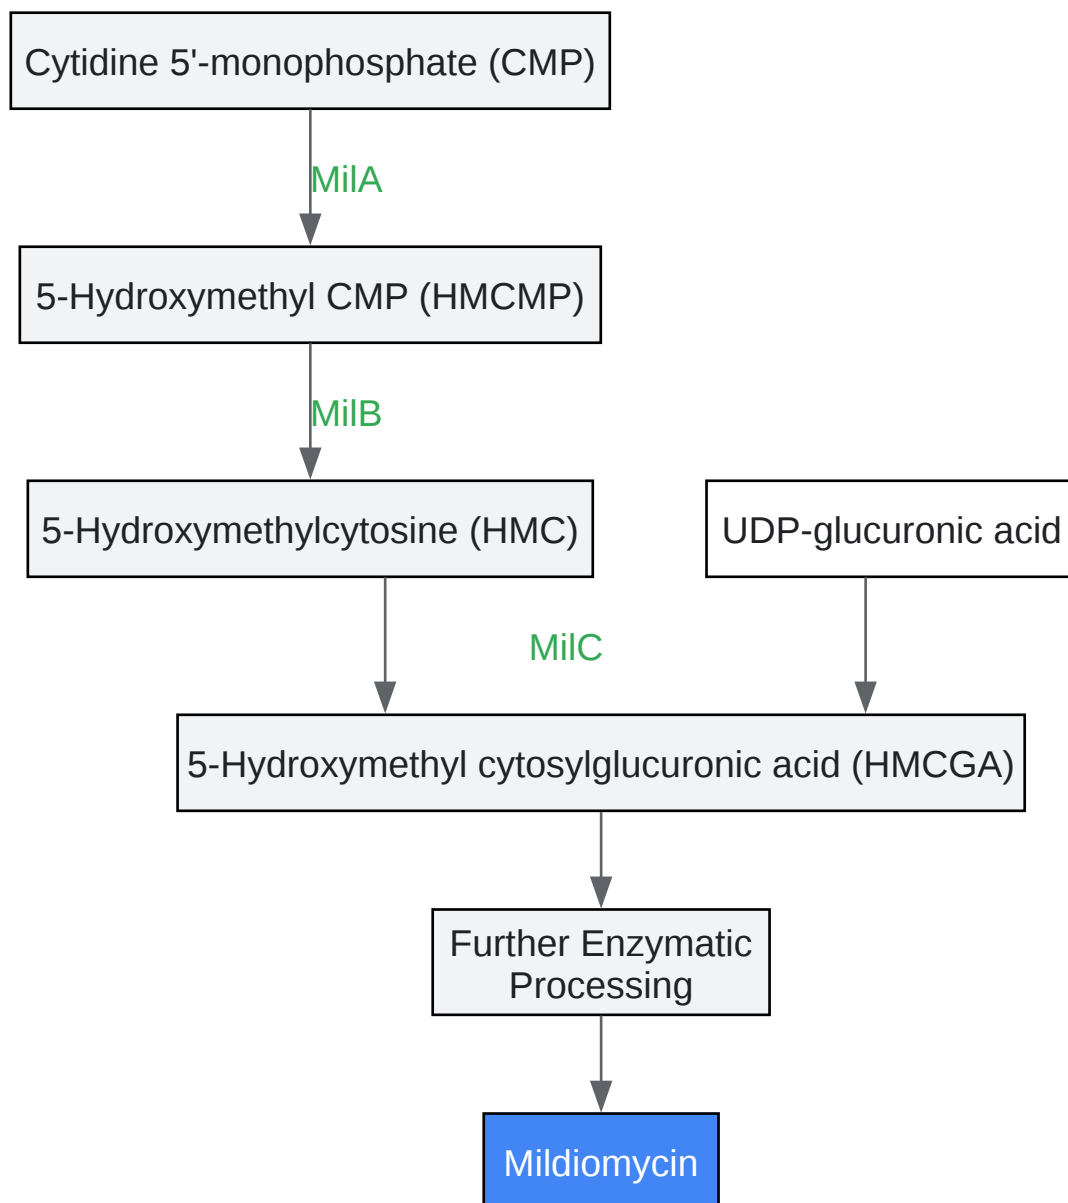 Cytidine 5'-monophosphate (CMP)
MilA
5-Hydroxymethyl CMP (HMCMP)
MilB
5-Hydroxymethylcytosine (HMC)
UDP-glucuronic acid
MilC
5-Hydroxymethyl cytosylglucuronic acid (HMCGA)
Further Enzymatic
Processing
Mildiomycin